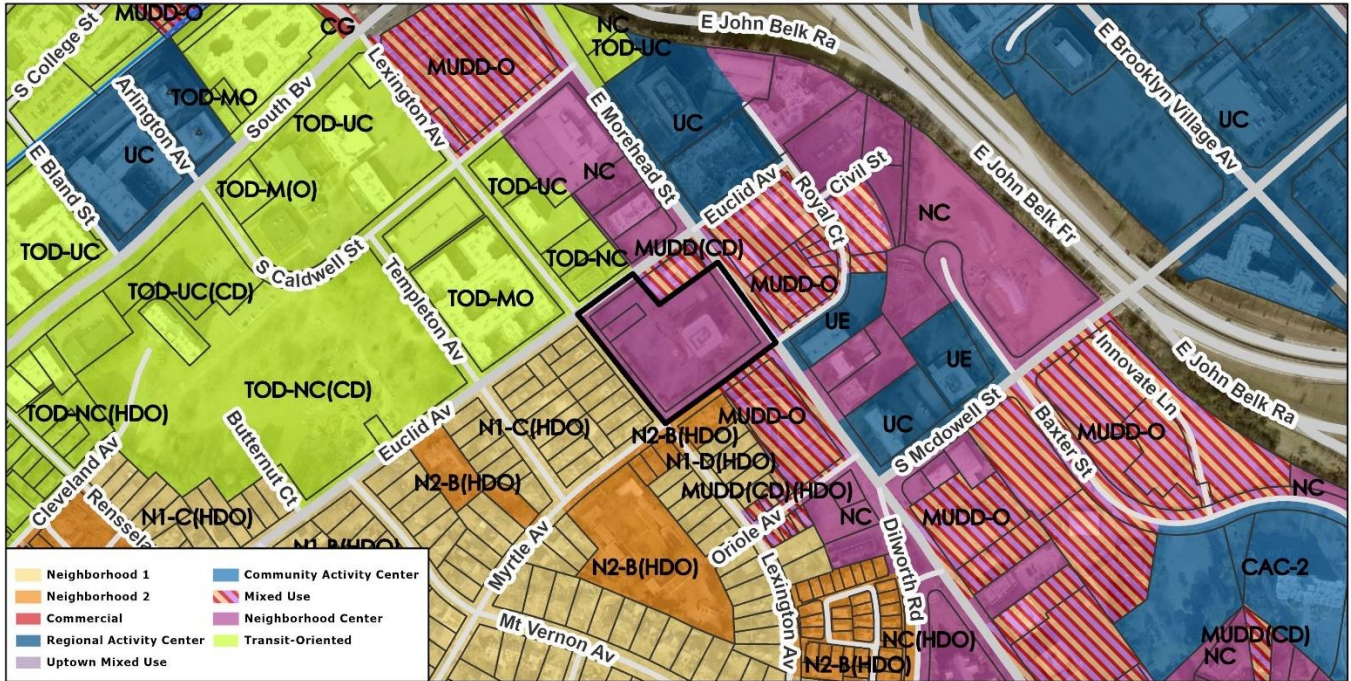 MUDD-O
CG
S College St
Lexington Av
MUDD-O
NC
TOD-UC
E John Belk Ra
E Brooklyn Village Av
Arlington Av
TOD-MO
South Bv
TOD-UC
UC
UC
UC
E Morehead St
E Bland St
TOD-M(O)
TOD-UC
NC
Euclid Av
Royal Ct
Civil St
NC
E John Belk Fr
TOD-UC
S Caldwell St
TOD-NC
MUDD(CD)
TOD-UC(CD)
Templeton Av
TOD-MO
MUDD-O
UE
UE
Innovate Ln
E John Belk Ra
TOD-NC(HDO)
TOD-NC(CD)
Euclid Av
N1-C(HDO)
N2-B(HDO)
MUDD-O
UC
S Mcdowell St
Baxter St
MUDD-O
Cleveland Av
Butternut Ct
N2-B(HDO)
N1-D(HDO)
MUDD(CD)(HDO)
Rensselae
N1-C(HDO)
N1-B(HDO)
Myrtle Av
Oriole Av
NC
MUDD-O
NC
N2-B(HDO)
Lexington Av
Dilworth Rd
CAC-2
Mt Vernon Av
NC(HDO)
N2-B(HDO)
MUDD(CD)
NC
Neighborhood 1
Neighborhood 2
Commercial
Regional Activity Center
Uptown Mixed Use
Community Activity Center
Mixed Use
Neighborhood Center
Transit-Oriented